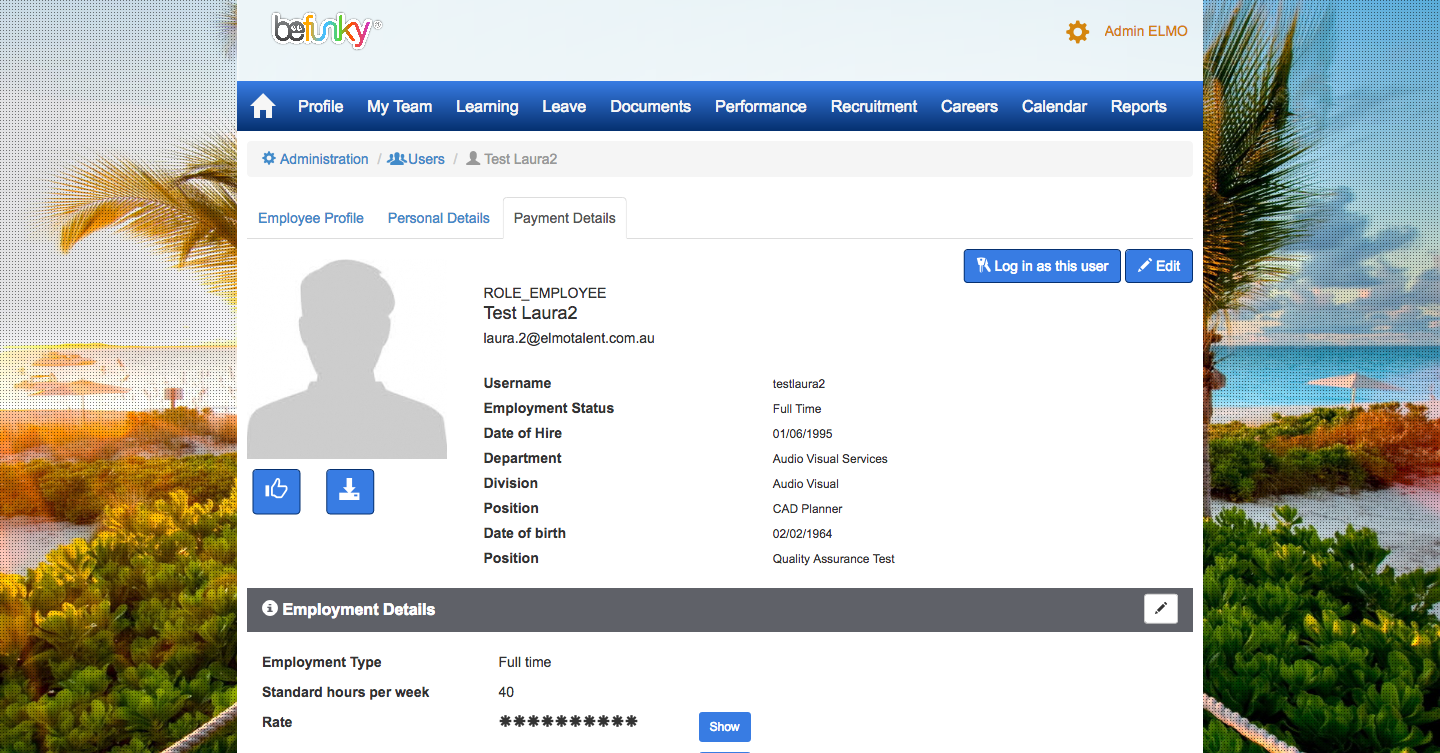 befunky®
Admin ELMO
Profile My Team Learning Leave Documents Performance Recruitment Careers Calendar Reports
Administration / Users / Test Laura2
Employee Profile Personal Details Payment Details
Log in as this user Edit
ROLE_EMPLOYEE
Test Laura2
laura.2@elmotalent.com.au
Username testlaura2
Employment Status Full Time
Date of Hire 01/06/1995
Department Audio Visual Services
Division Audio Visual
Position CAD Planner
Date of birth 02/02/1964
Position Quality Assurance Test
Employment Details
Employment Type Full time
Standard hours per week 40
Rate ********** Show